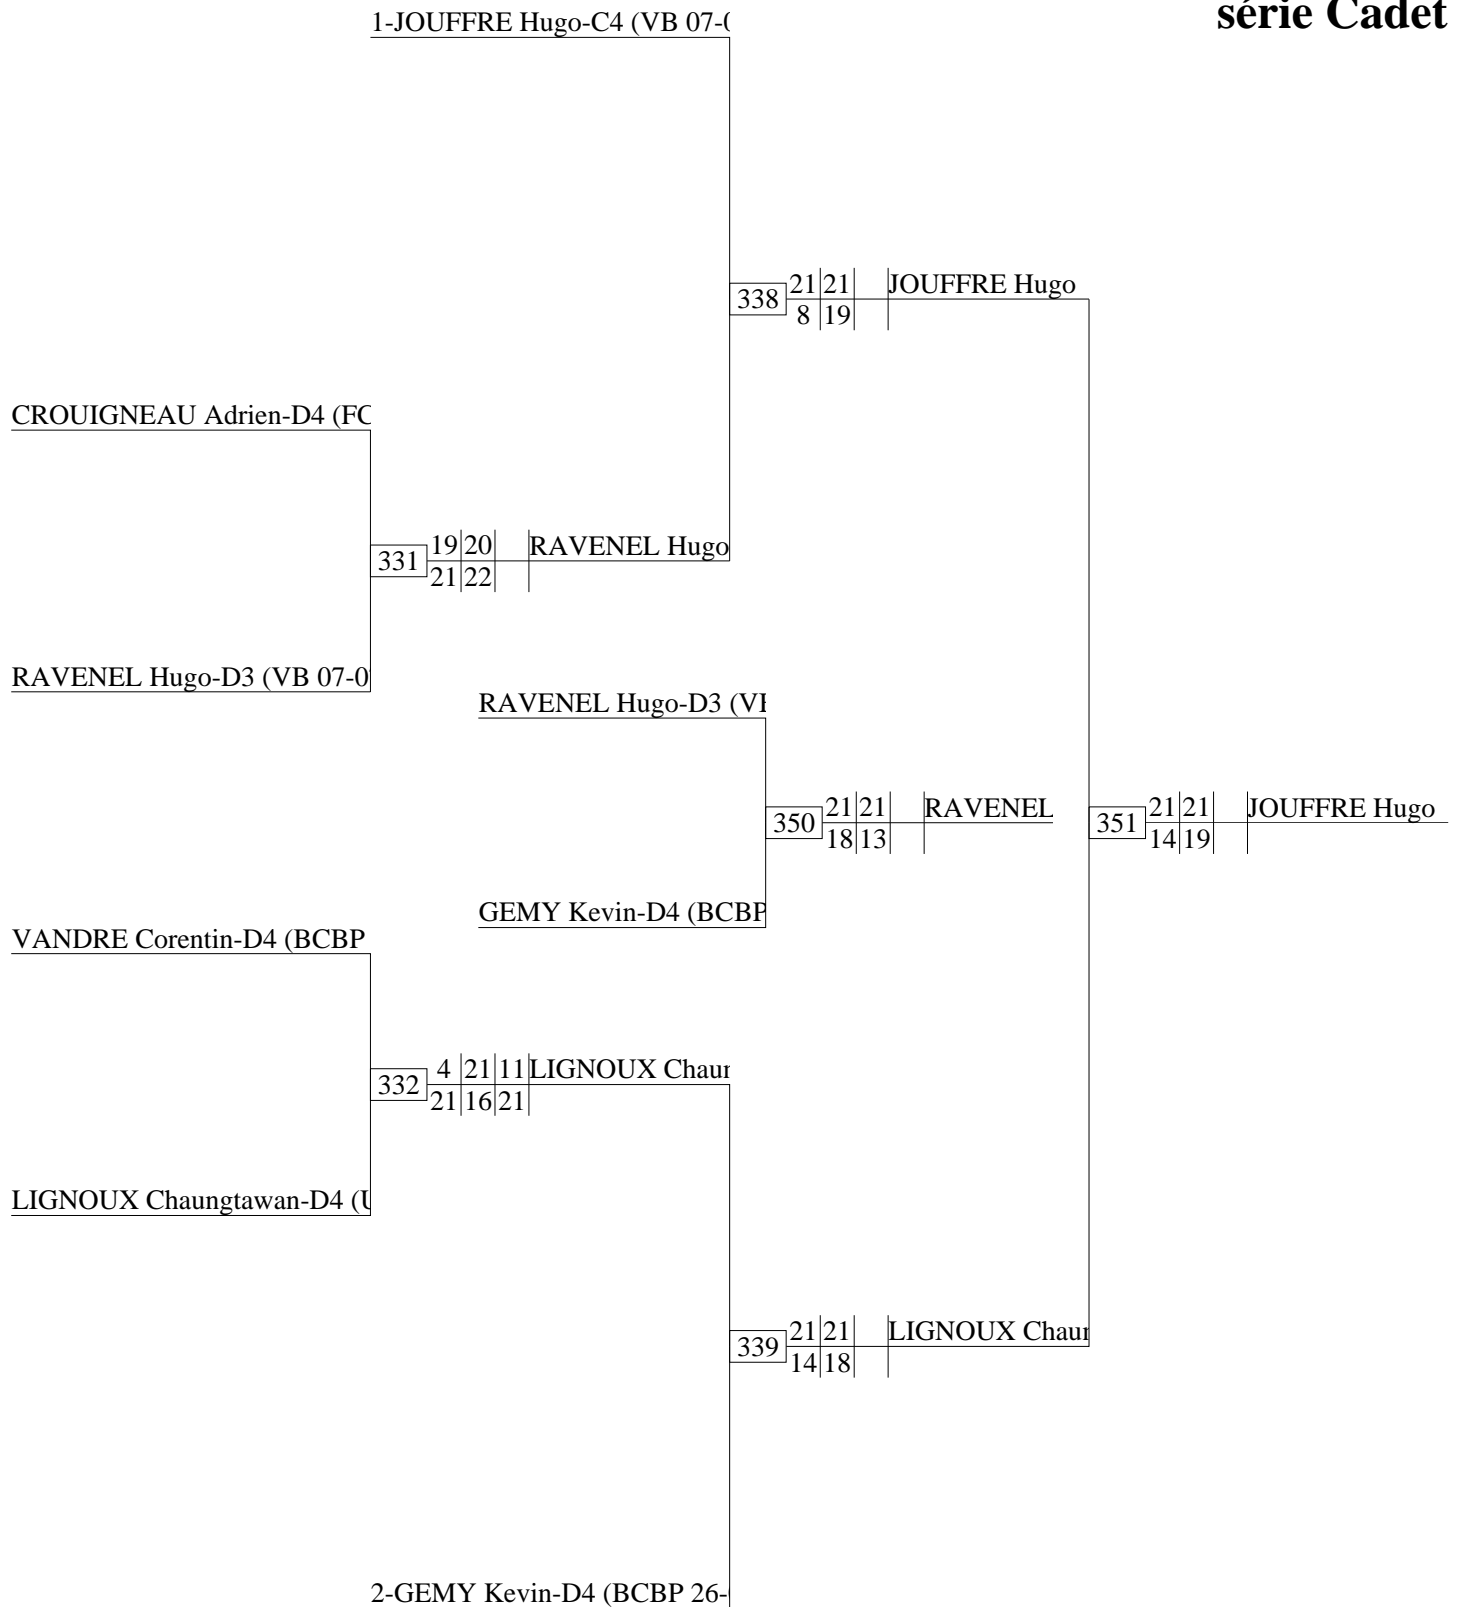 série Cadet
1-JOUFFRE Hugo-C4 (VB 07-0
21 21 JOUFFRE Hugo
338
8 19
CROUIGNEAU Adrien-D4 (FC
19 20 RAVENEL Hugo
331
21 22
RAVENEL Hugo-D3 (VB 07-0
RAVENEL Hugo-D3 (VB
21 21 RAVENEL
350
18 13
21 21 JOUFFRE Hugo
351
14 19
GEMY Kevin-D4 (BCBP
VANDRE Corentin-D4 (BCBP
4 21 11 LIGNOUX Chaun
332
21 16 21
LIGNOUX Chaungtawan-D4 (U
21 21 LIGNOUX Chaun
339
14 18
2-GEMY Kevin-D4 (BCBP 26-